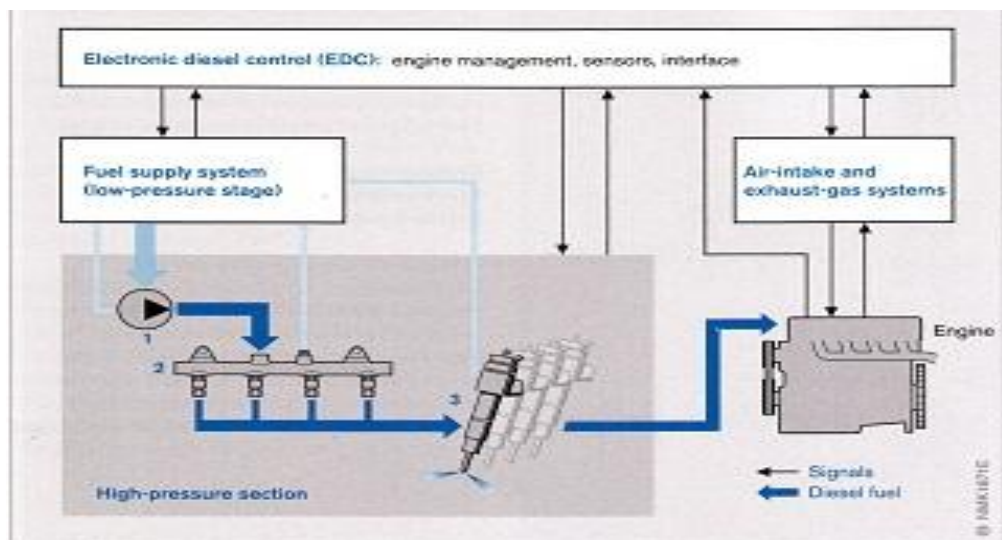 Electronic diesel control (EDC): engine management, sensors, interface
Fuel supply system
(low-pressure stage)
Air-intake and
exhaust-gas systems
1
2
3
Engine
High-pressure section
Signals
Diesel fuel